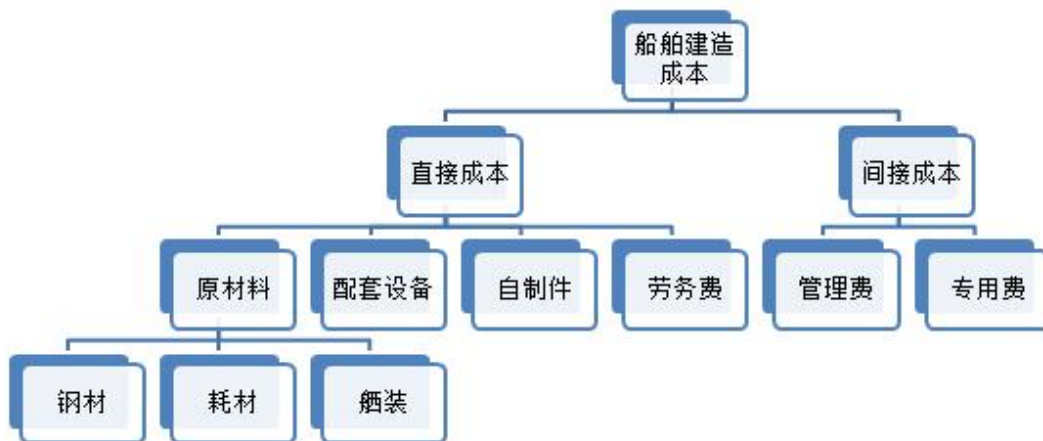 船舶建造
成本
直接成本
间接成本
原材料
配套设备
自制件
劳务费
管理费
专用费
钢材
耗材
舾装